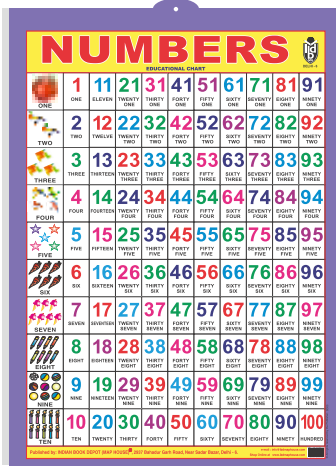 NUMBERS
EDUCATIONAL CHART
1 11 21 31 41 51 61 71 81 91
ONE ONE ELEVEN TWENTY ONE THIRTY ONE FORTY ONE FIFTY ONE SIXTY ONE SEVENTY ONE EIGHTY ONE NINETY ONE
2 12 22 32 42 52 62 72 82 92
TWO TWO TWELVE TWENTY TWO THIRTY TWO FORTY TWO FIFTY TWO SIXTY TWO SEVENTY TWO EIGHTY TWO NINETY TWO
3 13 23 33 43 53 63 73 83 93
THREE THREE THIRTEEN TWENTY THREE THIRTY THREE FORTY THREE FIFTY THREE SIXTY THREE SEVENTY THREE EIGHTY THREE NINETY THREE
4 14 24 34 44 54 64 74 84 94
FOUR FOUR FOURTEEN TWENTY FOUR THIRTY FOUR FORTY FOUR FIFTY FOUR SIXTY FOUR SEVENTY FOUR EIGHTY FOUR NINETY FOUR
5 15 25 35 45 55 65 75 85 95
FIVE FIVE FIFTEEN TWENTY FIVE THIRTY FIVE FORTY FIVE FIFTY FIVE SIXTY FIVE SEVENTY FIVE EIGHTY FIVE NINETY FIVE
6 16 26 36 46 56 66 76 86 96
SIX SIX SIXTEEN TWENTY SIX THIRTY SIX FORTY SIX FIFTY SIX SIXTY SIX SEVENTY SIX EIGHTY SIX NINETY SIX
7 17 27 37 47 57 67 77 87 97
SEVEN SEVEN SEVENTEEN TWENTY SEVEN THIRTY SEVEN FORTY SEVEN FIFTY SEVEN SIXTY SEVEN SEVENTY SEVEN EIGHTY SEVEN NINETY SEVEN
8 18 28 38 48 58 68 78 88 98
EIGHT EIGHT EIGHTEEN TWENTY EIGHT THIRTY EIGHT FORTY EIGHT FIFTY EIGHT SIXTY EIGHT SEVENTY EIGHT EIGHTY EIGHT NINETY EIGHT
9 19 29 39 49 59 69 79 89 99
NINE NINE NINETEEN TWENTY NINE THIRTY NINE FORTY NINE FIFTY NINE SIXTY NINE SEVENTY NINE EIGHTY NINE NINETY NINE
10 20 30 40 50 60 70 80 90 100
TEN TEN TWENTY THIRTY FORTY FIFTY SIXTY SEVENTY EIGHTY NINETY HUNDRED
Published by: INDIAN BOOK DEPOT (MAP HOUSE) 2937 Bahadur Garh Road, Near Sadar Bazar, Delhi - 6.